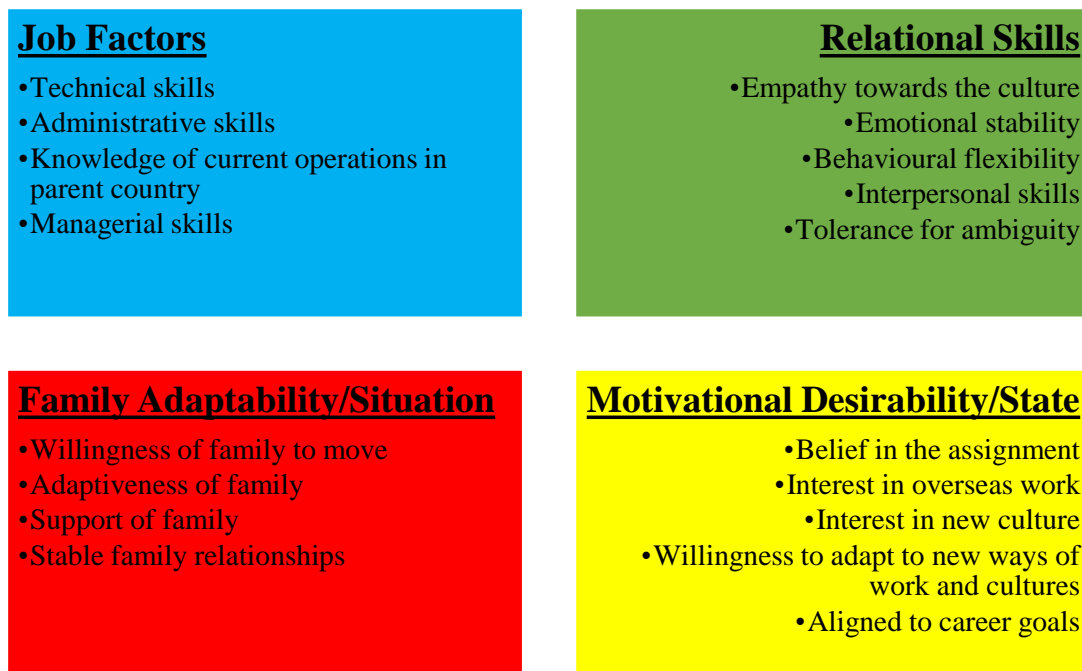 Job Factors
•Technical skills
•Administrative skills
•Knowledge of current operations in
parent country
•Managerial skills
Relational Skills
•Empathy towards the culture
•Emotional stability
•Behavioural flexibility
•Interpersonal skills
•Tolerance for ambiguity
Family Adaptability/Situation
•Willingness of family to move
•Adaptiveness of family
•Support of family
•Stable family relationships
Motivational Desirability/State
•Belief in the assignment
•Interest in overseas work
•Interest in new culture
•Willingness to adapt to new ways of
work and cultures
•Aligned to career goals